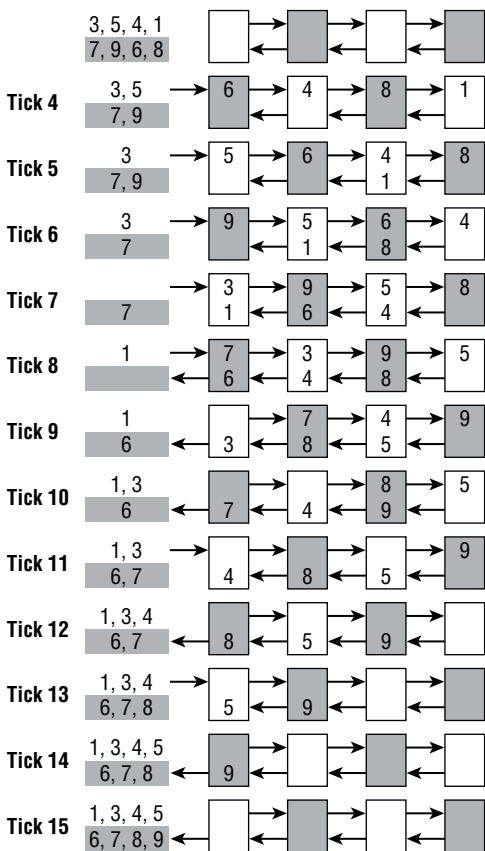 3, 5, 4, 1
7, 9, 6, 8
Tick 4 3, 5 6 4 8 1
7, 9
Tick 5 3 5 6 4 8
7, 9 1
Tick 6 3 9 5 6 4
7 1 8
Tick 7 3 9 5 8
7 1 6 4
Tick 8 1 7 3 9 5
6 4 8
Tick 9 1 7 4 9
6 3 8 5
Tick 10 1, 3 8 5
6 7 4 9
Tick 11 1, 3 9
6, 7 4 8 5
Tick 12 1, 3, 4
6, 7 8 5 9
Tick 13 1, 3, 4
6, 7, 8 5 9
Tick 14 1, 3, 4, 5
6, 7, 8 9
Tick 15 1, 3, 4, 5
6, 7, 8, 9